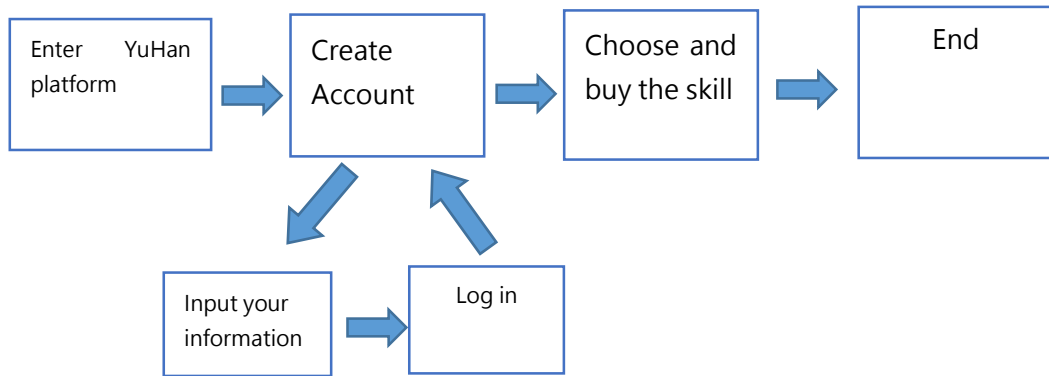 Enter YuHan
platform
Create
Account
Choose and
buy the skill
End
Input your
information
Log in